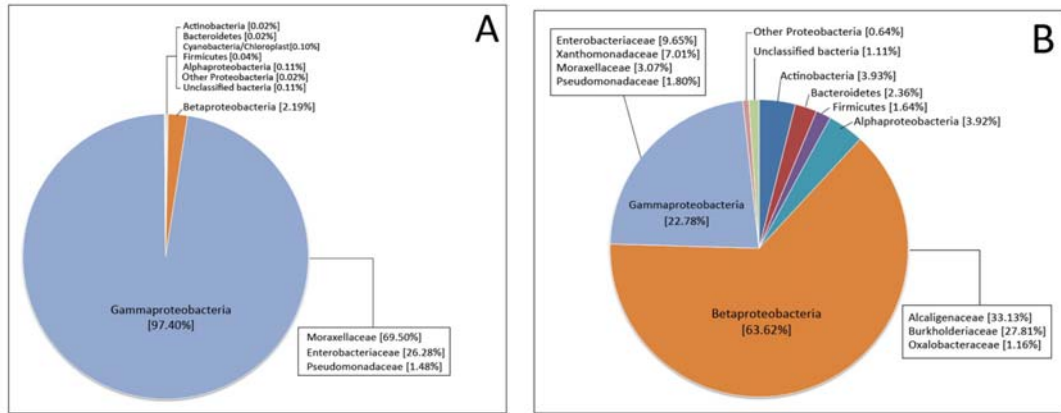 A
Actinobacteria [0.02%]
Bacteroidetes [0.02%]
Cyanobacteria/Chloroplast[0.10%]
Firmicutes [0.04%]
Alphaproteobacteria [0.11%]
Other Proteobacteria [0.02%]
Unclassified bacteria [0.11%]
Betaproteobacteria [2.19%]
Gammaproteobacteria
[97.40%]
Moraxellaceae [69.50%]
Enterobacteriaceae [26.28%]
Pseudomonadaceae [1.48%]
B
Enterobacteriaceae [9.65%]
Xanthomonadaceae [7.01%]
Moraxellaceae [3.07%]
Pseudomonadaceae [1.80%]
Other Proteobacteria [0.64%]
Unclassified bacteria [1.11%]
Actinobacteria [3.93%]
Bacteroidetes [2.36%]
Firmicutes [1.64%]
Alphaproteobacteria [3.92%]
Gammaproteobacteria
[22.78%]
Betaproteobacteria
[63.62%]
Alcaligenaceae [33.13%]
Burkholderiaceae [27.81%]
Oxalobacteraceae [1.16%]